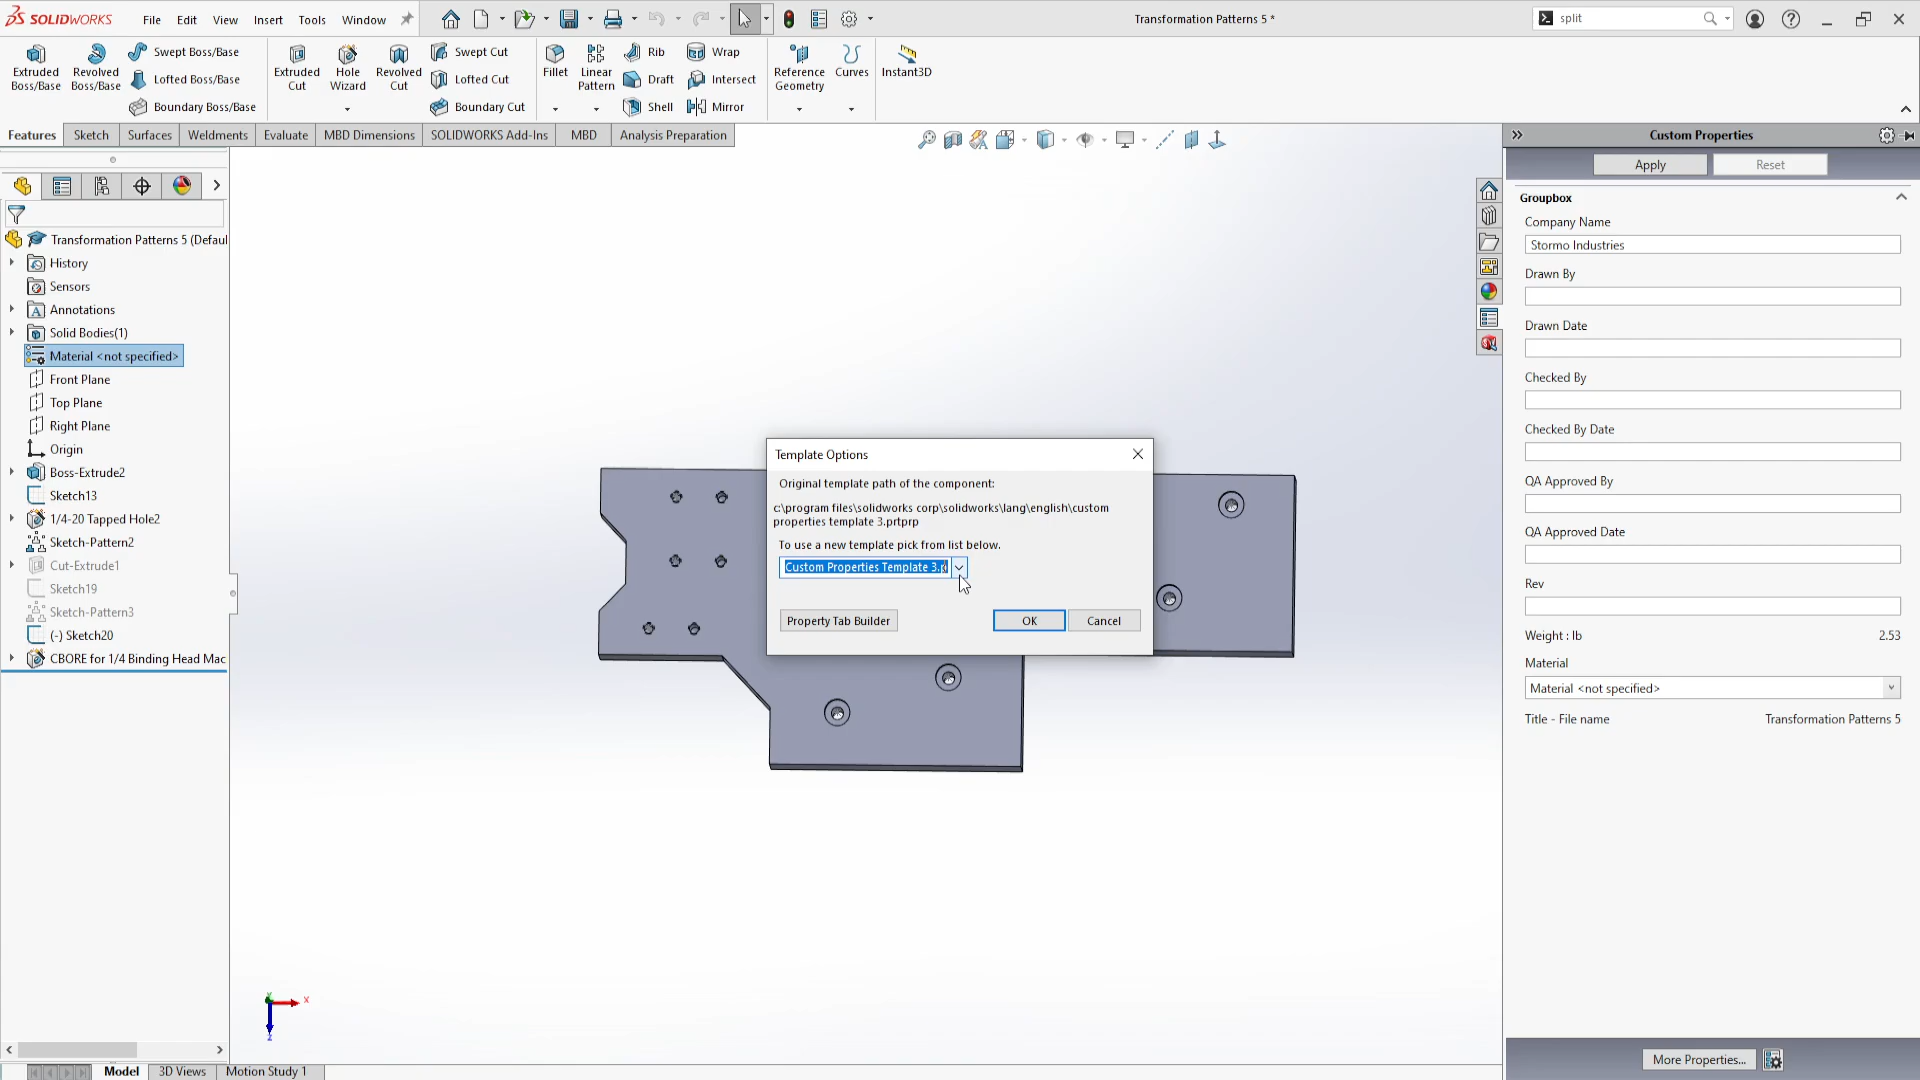 SOLIDWORKS
File Edit View Insert Tools Window
Transformation Patterns 5 *
split
Extruded Boss/Base
Revolved Boss/Base
Swept Boss/Base
Lofted Boss/Base
Boundary Boss/Base
Extruded Cut
Hole Wizard
Revolved Cut
Swept Cut
Lofted Cut
Boundary Cut
Fillet
Linear Pattern
Rib
Draft
Shell
Wrap
Intersect
Mirror
Reference Geometry
Curves
Instant3D
Features Sketch Surfaces Weldments Evaluate MBD Dimensions SOLIDWORKS Add-Ins MBD Analysis Preparation
Transformation Patterns 5 (Defaul
History
Sensors
Annotations
Solid Bodies(1)
Material <not specified>
Front Plane
Top Plane
Right Plane
Origin
Boss-Extrude2
Sketch13
1/4-20 Tapped Hole2
Sketch-Pattern2
Cut-Extrude1
Sketch19
Sketch-Pattern3
(-) Sketch20
CBORE for 1/4 Binding Head Mac
Template Options
Original template path of the component:
c:\program files\solidworks corp\solidworks\lang\english\custom
properties template 3.prtprp
To use a new template pick from list below.
Custom Properties Template 3.p
Property Tab Builder
OK
Cancel
Custom Properties
Apply
Reset
Groupbox
Company Name
Stormo Industries
Drawn By
Drawn Date
Checked By
Checked By Date
QA Approved By
QA Approved Date
Rev
Weight : lb 2.53
Material
Material <not specified>
Title - File name Transformation Patterns 5
More Properties...
X
Y
Z
Model 3D Views Motion Study 1